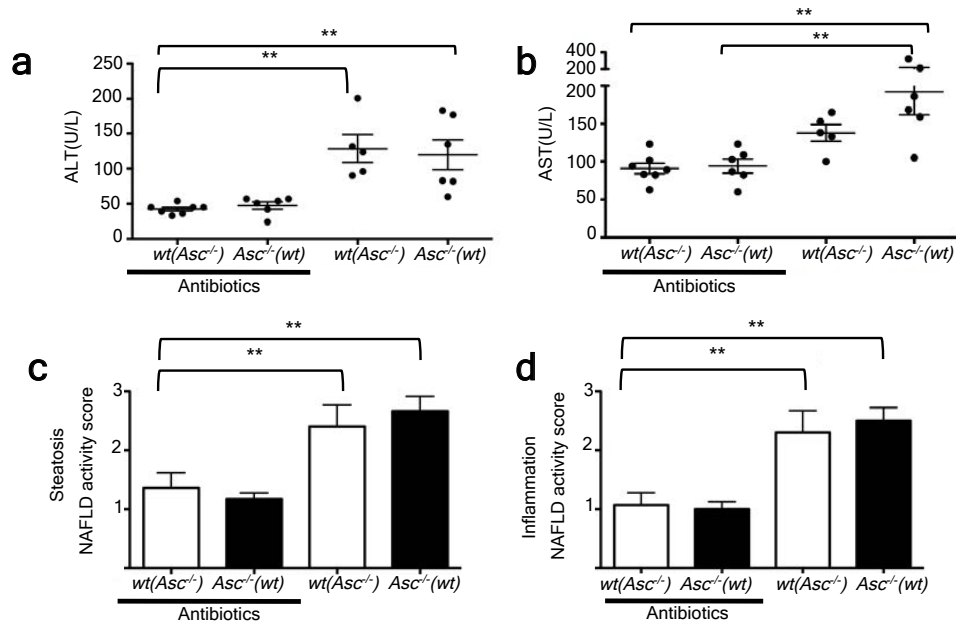 a
**
**
ALT(U/L)
250
200
150
100
50
0
wt(Asc-/-) Asc-/-(wt) wt(Asc-/-) Asc-/-(wt)
Antibiotics
b
**
**
AST(U/L)
400
200
200
150
100
50
0
wt(Asc-/-) Asc-/-(wt) wt(Asc-/-) Asc-/-(wt)
Antibiotics
c
**
**
Steatosis
NAFLD activity score
3
2
1
wt(Asc-/-) Asc-/-(wt) wt(Asc-/-) Asc-/-(wt)
Antibiotics
d
**
**
Inflammation
NAFLD activity score
3
2
1
wt(Asc-/-) Asc-/-(wt) wt(Asc-/-) Asc-/-(wt)
Antibiotics